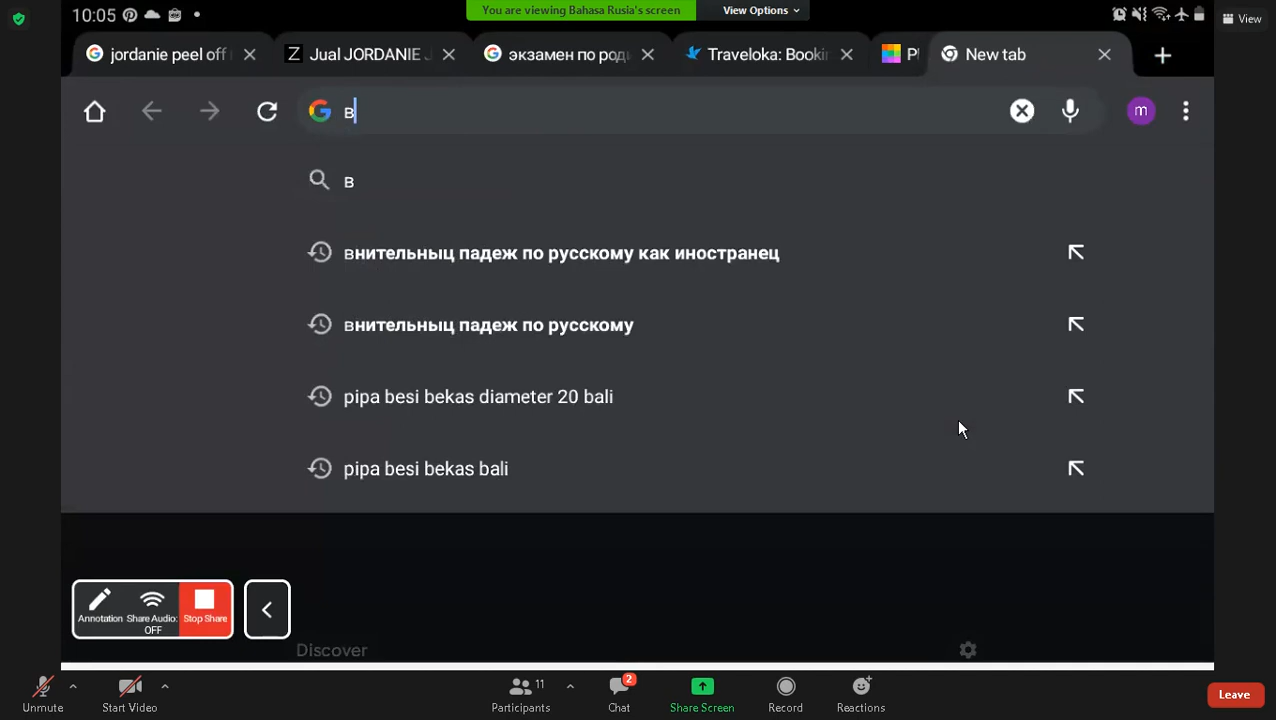 10:05
You are viewing Bahasa Rusia's screen
View Options
View
jordanie peel off
Jual JORDANIE J
экзамен по роди
Traveloka: Bookin
New tab
в
m
в
внительныц падеж по русскому как иностранец
внительныц падеж по русскому
pipa besi bekas diameter 20 bali
pipa besi bekas bali
Annotation
Share Audio: OFF
Stop Share
Discover
Unmute
Start Video
11
Participants
2
Chat
Share Screen
Record
Reactions
Leave